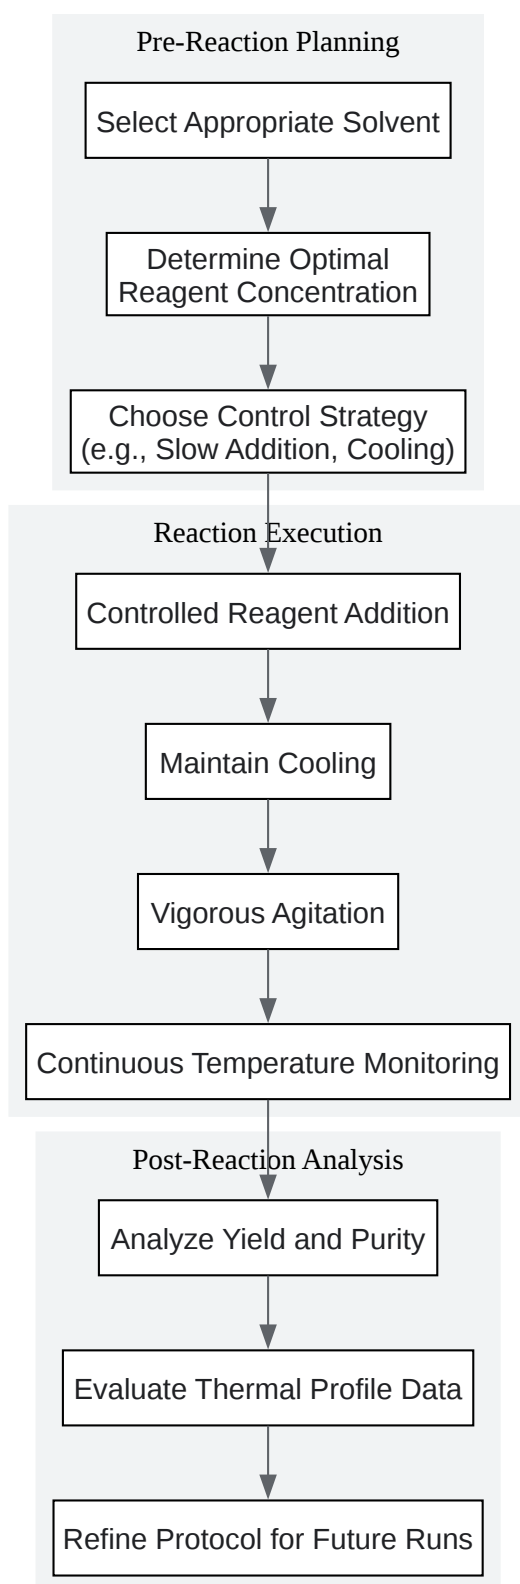 Pre-Reaction Planning
Select Appropriate Solvent
Determine Optimal
Reagent Concentration
Choose Control Strategy
(e.g., Slow Addition, Cooling)
Reaction Execution
Controlled Reagent Addition
Maintain Cooling
Vigorous Agitation
Continuous Temperature Monitoring
Post-Reaction Analysis
Analyze Yield and Purity
Evaluate Thermal Profile Data
Refine Protocol for Future Runs